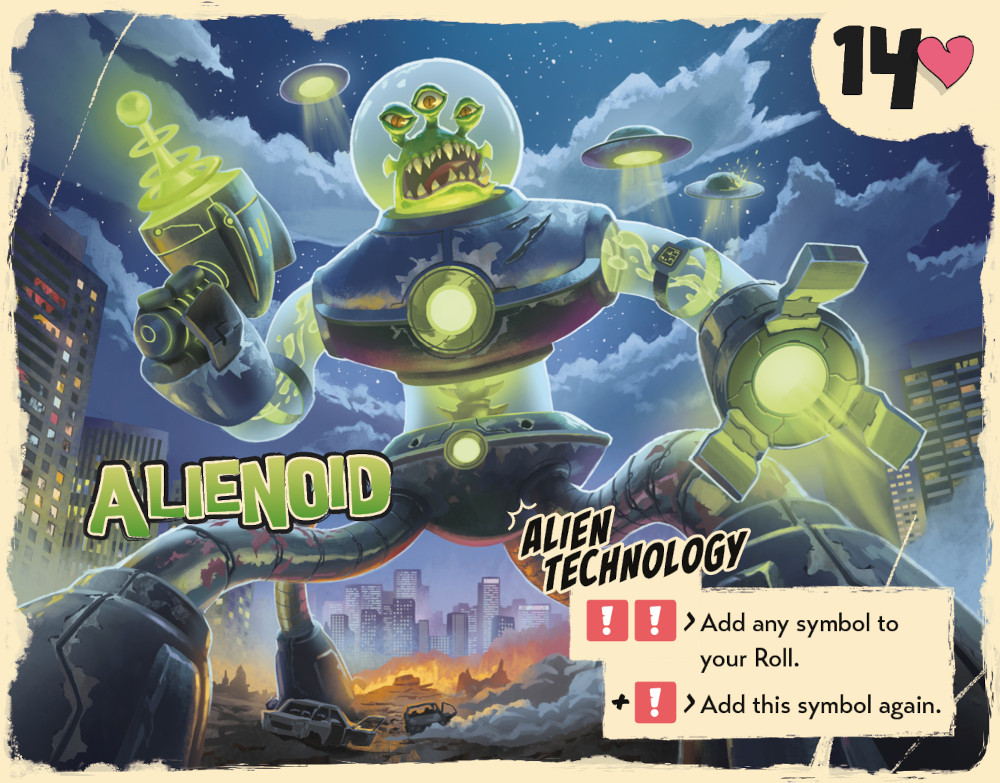 14
ALIENOID
ALIEN
TECHNOLOGY
! ! > Add any symbol to
your Roll.
+ ! > Add this symbol again.